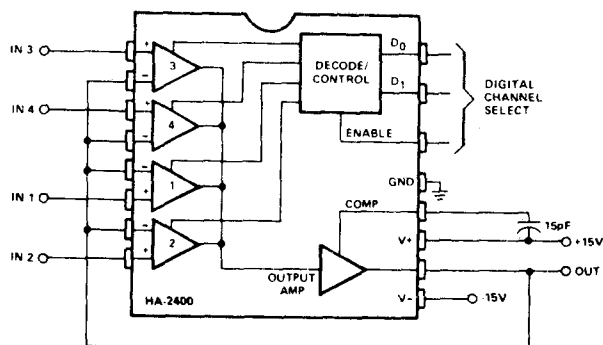 IN 3
+
-
3
IN 4
+
-
4
IN 1
-
+
1
IN 2
-
+
2
DECODE/
CONTROL
D0
D1
ENABLE
DIGITAL
CHANNEL
SELECT
GND
COMP
15pF
V+
+15V
OUTPUT
AMP
OUT
V-
-15V
HA-2400